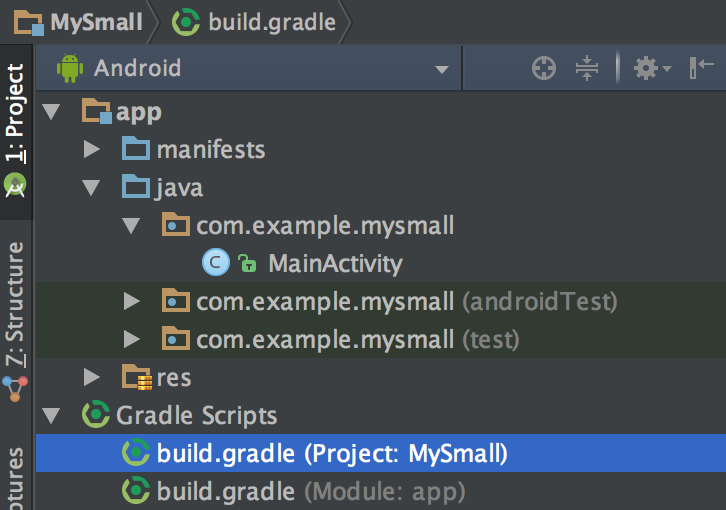 MySmall build.gradle
1: Project
Android
app
manifests
java
com.example.mysmall
C MainActivity
com.example.mysmall (androidTest)
com.example.mysmall (test)
7: Structure
res
Gradle Scripts
build.gradle (Project: MySmall)
build.gradle (Module: app)